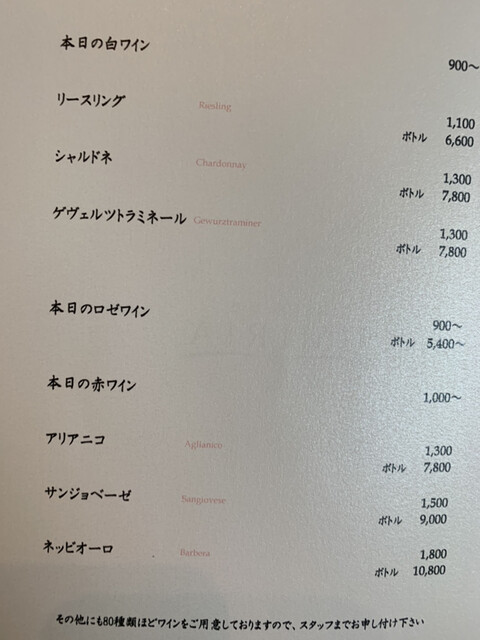 本日の白ワイン
900～
リースリング Riesling
1,100
ボトル 6,600
シャルドネ Chardonnay
1,300
ボトル 7,800
ゲヴェルツトラミネール Gewurztraminer
1,300
ボトル 7,800
本日のロゼワイン
900～
ボトル 5,400～
本日の赤ワイン
1,000～
アリアニコ Aglianico
1,300
ボトル 7,800
サンジョベーゼ Sangiovese
1,500
ボトル 9,000
ネッビオーロ Barbera
1,800
ボトル 10,800
その他にも80種類ほどワインをご用意しておりますので、スタッフまでお申し付け下さい